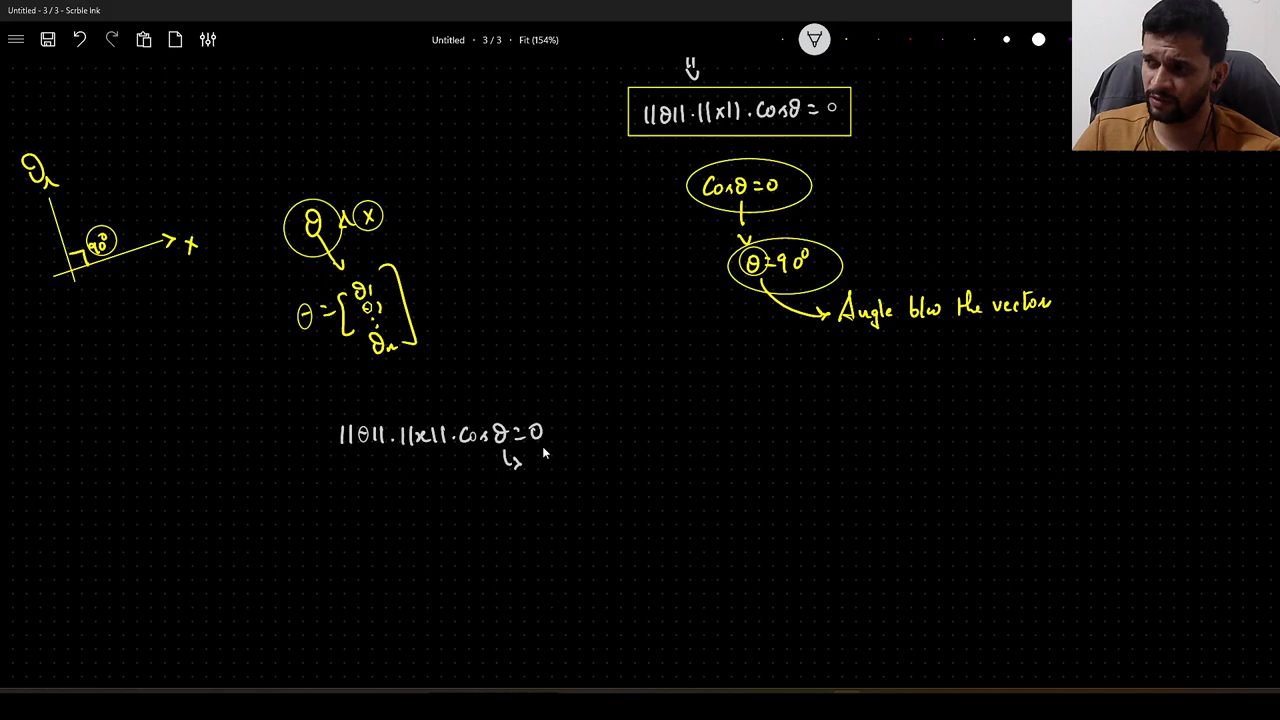 Untitled - 3 / 3 - Scrble Ink
Untitled · 3 / 3 · Fit (154%)
||θ||.||x||.Cosθ=0
Cosθ=0
θ=90°
Angle b/w the vectors
90°
x
θ
x
θ=[θ1
θ2
⋮
θn]
||θ||.||x||.Cosθ=0